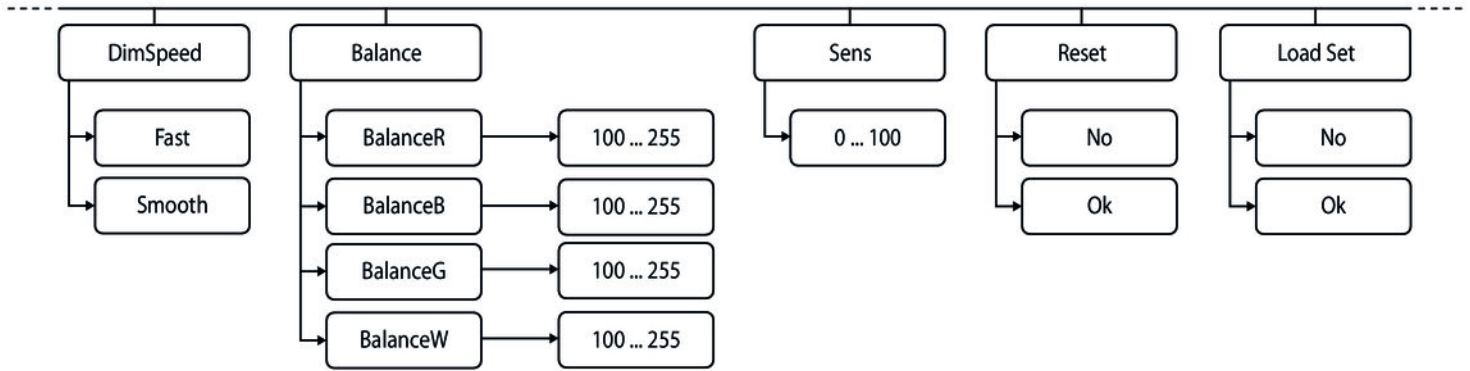 DimSpeed
Fast
Smooth
Balance
BalanceR
100 ... 255
BalanceB
100 ... 255
BalanceG
100 ... 255
BalanceW
100 ... 255
Sens
0 ... 100
Reset
No
Ok
Load Set
No
Ok